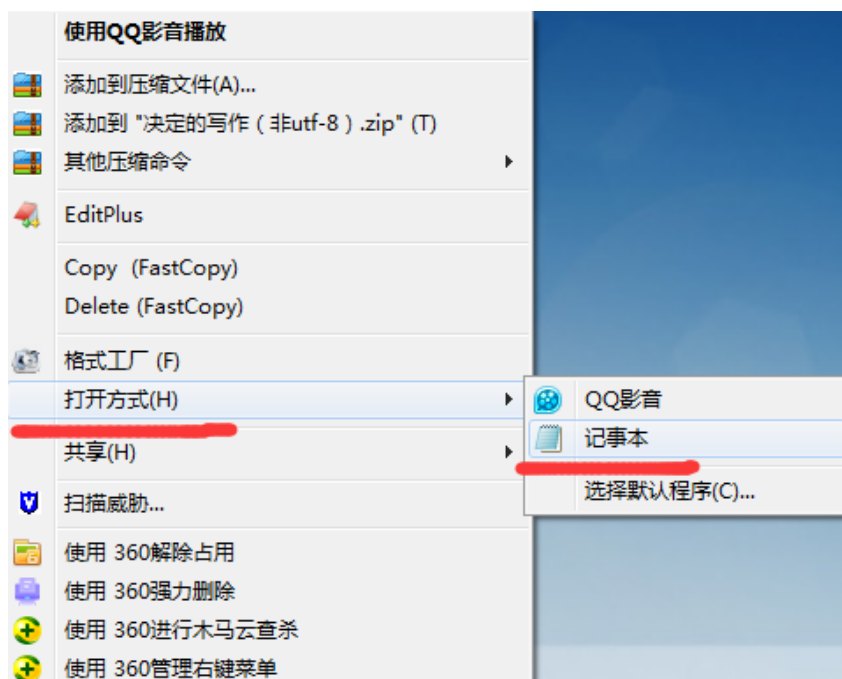 使用QQ影音播放
添加到压缩文件(A)...
添加到 "决定的写作（非utf-8）.zip" (T)
其他压缩命令
EditPlus
Copy  (FastCopy)
Delete (FastCopy)
格式工厂 (F)
打开方式(H)
QQ影音
记事本
选择默认程序(C)...
共享(H)
扫描威胁...
使用 360解除占用
使用 360强力删除
使用 360进行木马云查杀
使用 360管理右键菜单